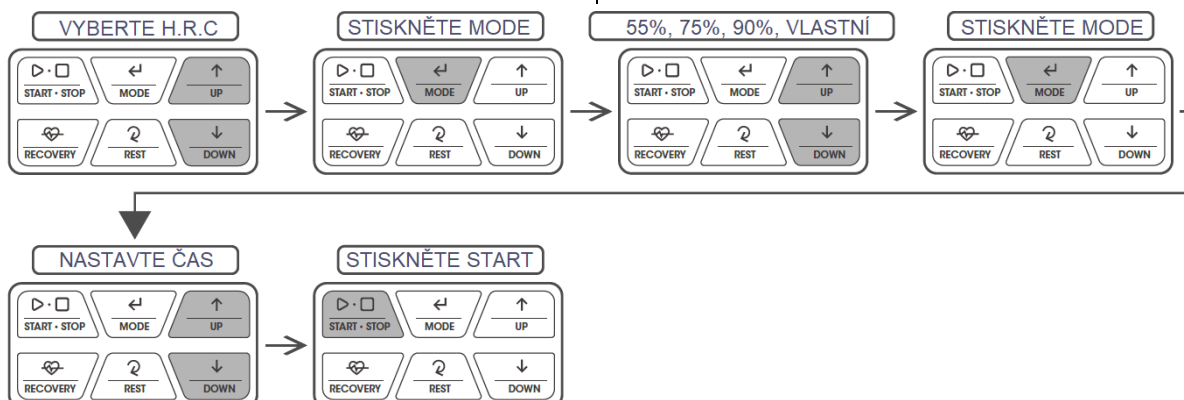 VYBERTE H.R.C
START • STOP MODE UP
RECOVERY REST DOWN
STISKNĚTE MODE
START • STOP MODE UP
RECOVERY REST DOWN
55%, 75%, 90%, VLASTNÍ
START • STOP MODE UP
RECOVERY REST DOWN
STISKNĚTE MODE
START • STOP MODE UP
RECOVERY REST DOWN
NASTAVTE ČAS
START • STOP MODE UP
RECOVERY REST DOWN
STISKNĚTE START
START • STOP MODE UP
RECOVERY REST DOWN